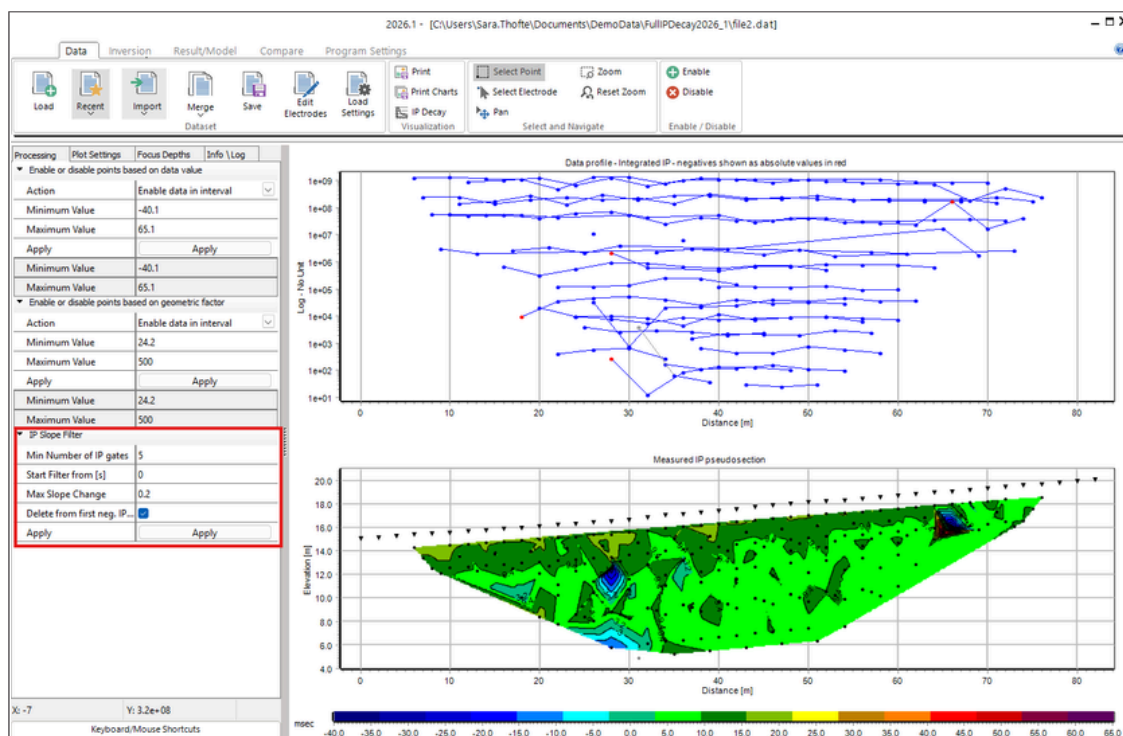 2026.1 - [C:\Users\Sara.Thofte\Documents\DemoData\FullIPDecay2026_1\file2.dat]
Data Inversion Result/Model Compare Program Settings
Load Recent Import Merge Save Edit Electrodes Load Settings
Dataset
Print
Print Charts
IP Decay
Visualization
Select Point Zoom
Select Electrode Reset Zoom
Pan
Select and Navigate
Enable
Disable
Enable / Disable
Processing Plot Settings Focus Depths Info \ Log
Enable or disable points based on data value
Action Enable data in interval
Minimum Value -40.1
Maximum Value 65.1
Apply Apply
Minimum Value -40.1
Maximum Value 65.1
Enable or disable points based on geometric factor
Action Enable data in interval
Minimum Value 24.2
Maximum Value 500
Apply Apply
Minimum Value 24.2
Maximum Value 500
IP Slope Filter
Min Number of IP gates 5
Start Filter from [s] 0
Max Slope Change 0.2
Delete from first neg. IP...
Apply Apply
X: -7 Y: 3.2e+08
Keyboard/Mouse Shortcuts
Data profile - Integrated IP - negatives shown as absolute values in red
Log - No Unit
1e+09
1e+08
1e+07
1e+06
1e+05
1e+04
1e+03
1e+02
1e+01
0 10 20 30 40 50 60 70 80
Distance [m]
Measured IP pseudosection
Elevation [m]
20.0
18.0
16.0
14.0
12.0
10.0
8.0
6.0
4.0
0 10 20 30 40 50 60 70 80
Distance [m]
msec
-40.0 -35.0 -30.0 -25.0 -20.0 -15.0 -10.0 -5.0 0.0 5.0 10.0 15.0 20.0 25.0 30.0 35.0 40.0 45.0 50.0 55.0 60.0 65.0